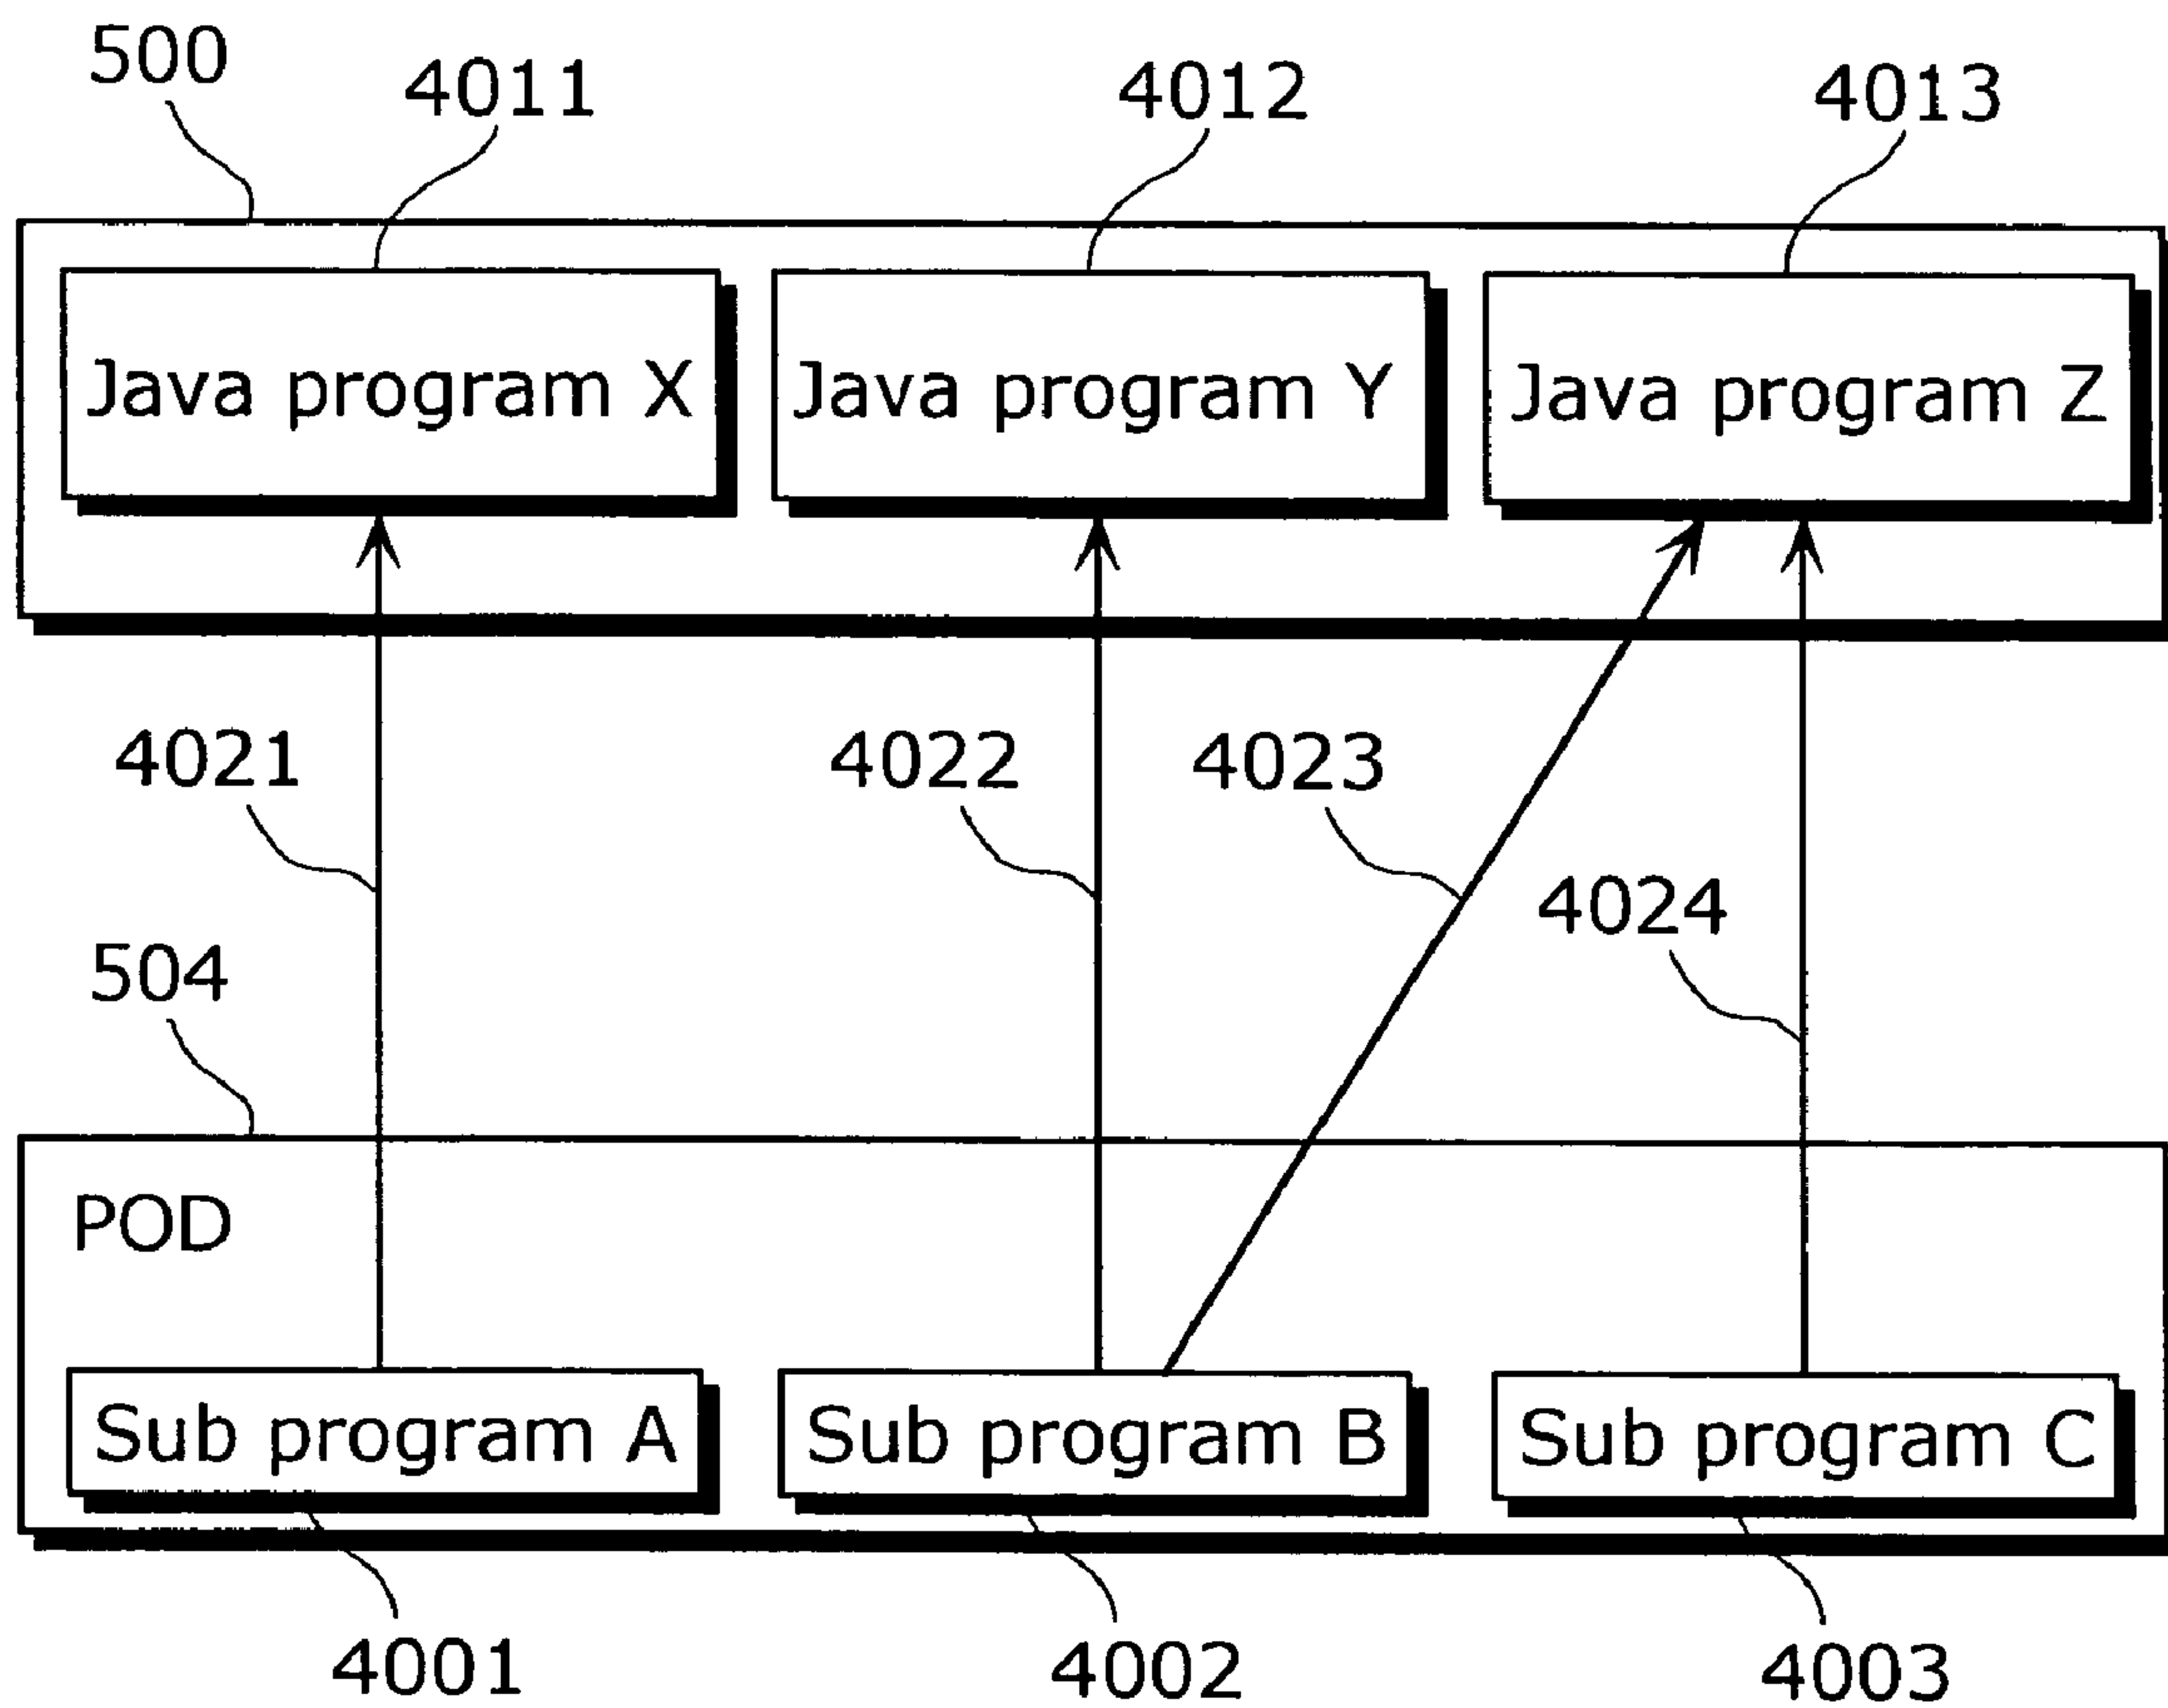 500
4011
4012
4013
Java program X
Java program Y
Java program Z
4021
4022
4023
4024
504
POD
Sub program A
Sub program B
Sub program C
4001
4002
4003